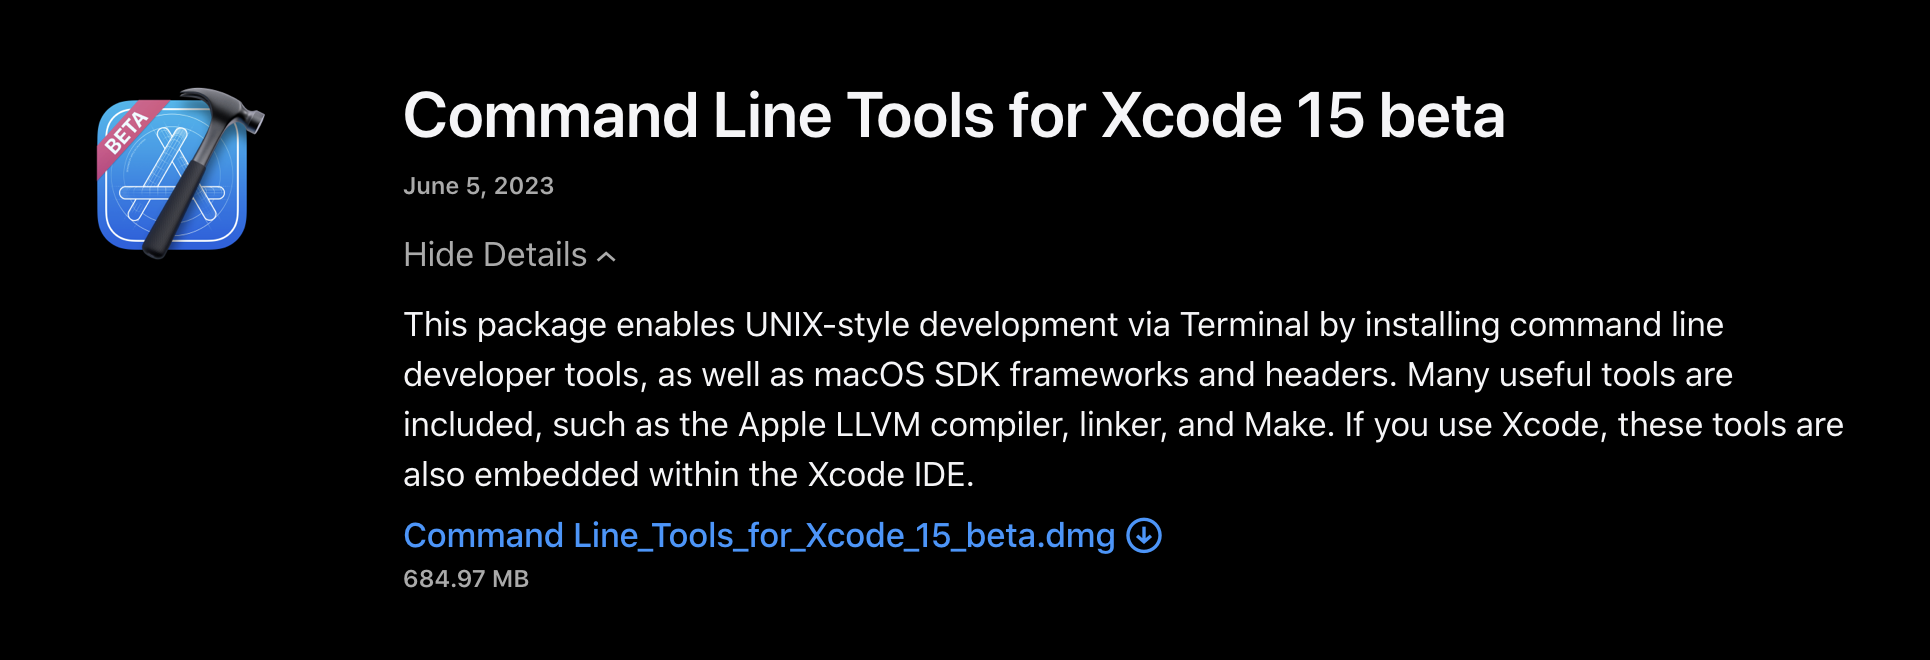 BETA
Command Line Tools for Xcode 15 beta
June 5, 2023
Hide Details
This package enables UNIX-style development via Terminal by installing command line
developer tools, as well as macOS SDK frameworks and headers. Many useful tools are
included, such as the Apple LLVM compiler, linker, and Make. If you use Xcode, these tools are
also embedded within the Xcode IDE.
Command Line_Tools_for_Xcode_15_beta.dmg
684.97 MB